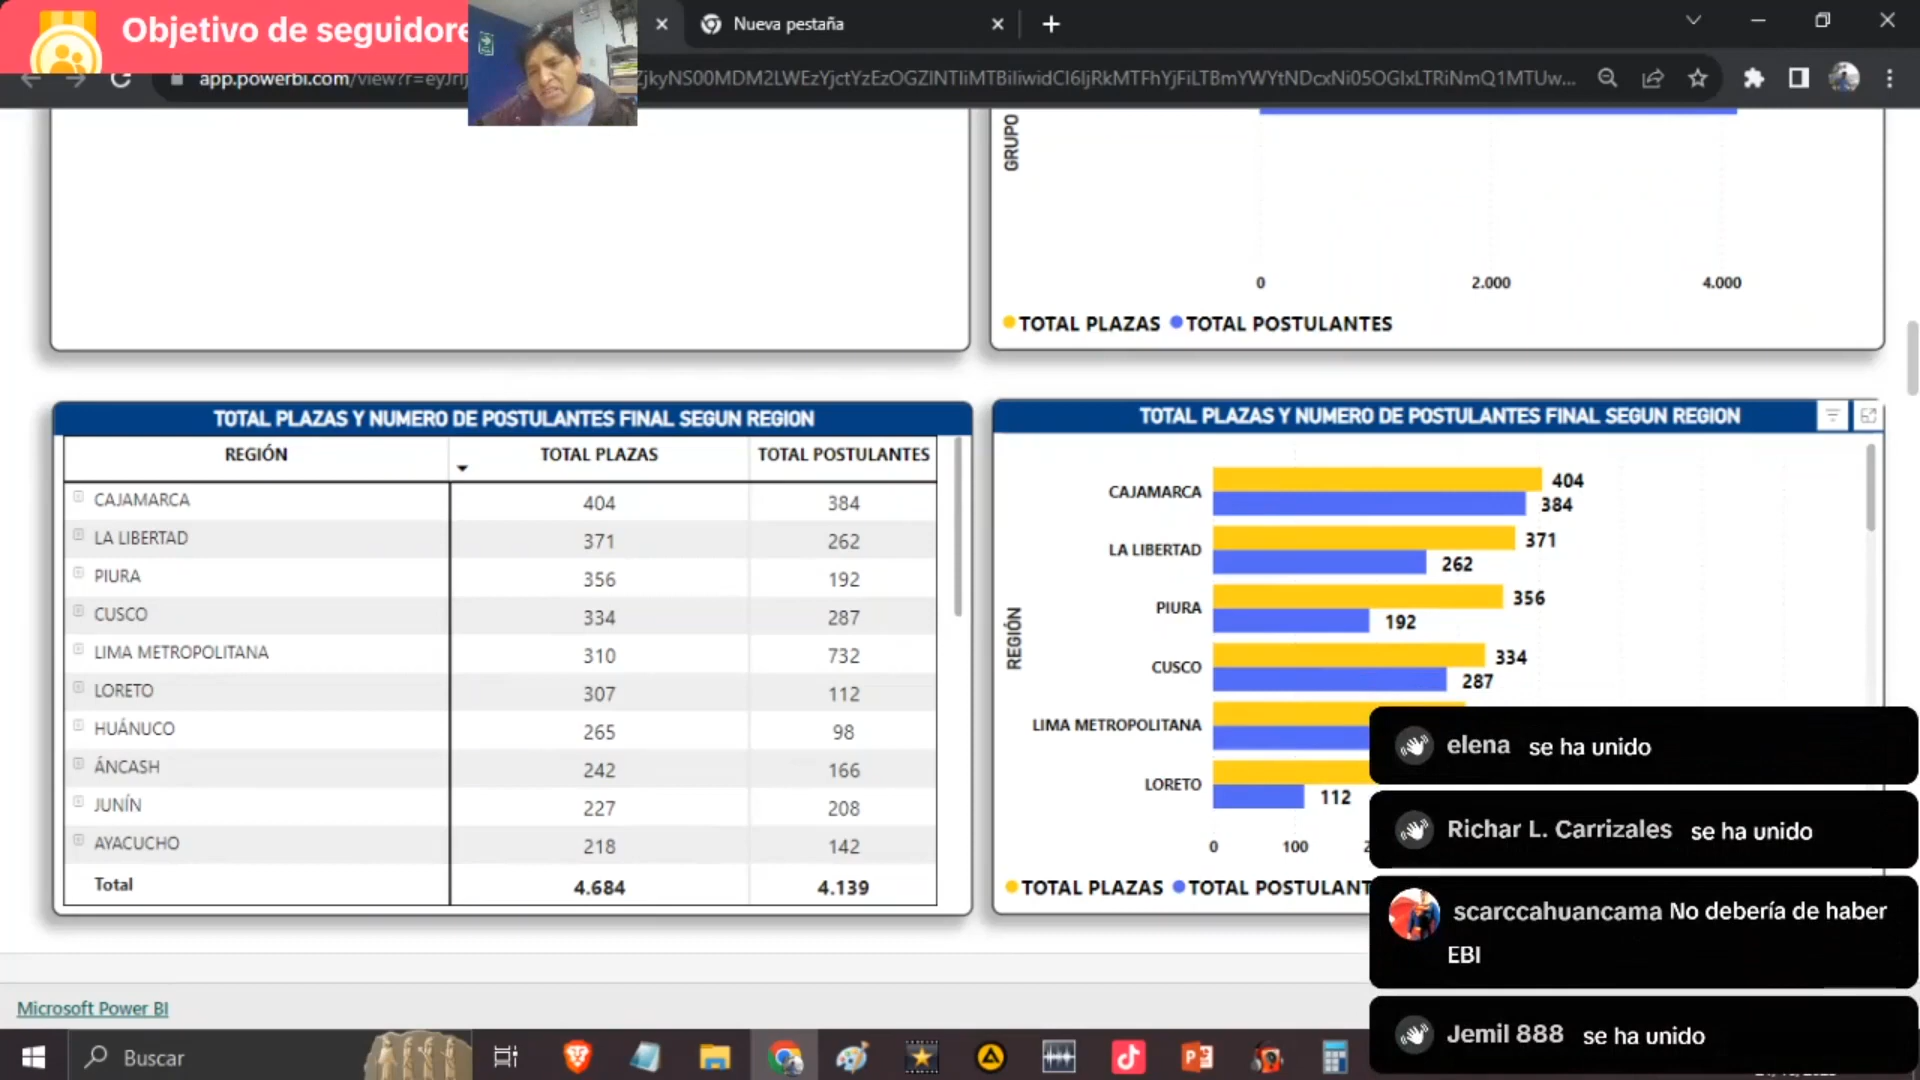 Objetivo de seguidore
Nueva pestaña
app.powerbi.com/view?r=eyJrIj
ZjkyNS00MDM2LWEzYjctYzEzOGZlNTliMTBiIiwidCI6IjRkMTFhYjFiLTBmYWYtNDcxNi05OGIxLTRiNmQ1MTUw...
GRUPO
0 2.000 4.000
TOTAL PLAZAS TOTAL POSTULANTES
TOTAL PLAZAS Y NUMERO DE POSTULANTES FINAL SEGUN REGION
REGIÓN TOTAL PLAZAS TOTAL POSTULANTES
CAJAMARCA 404 384
LA LIBERTAD 371 262
PIURA 356 192
CUSCO 334 287
LIMA METROPOLITANA 310 732
LORETO 307 112
HUÁNUCO 265 98
ÁNCASH 242 166
JUNÍN 227 208
AYACUCHO 218 142
Total 4.684 4.139
TOTAL PLAZAS Y NUMERO DE POSTULANTES FINAL SEGUN REGION
REGIÓN
CAJAMARCA 404
384
LA LIBERTAD 371
262
PIURA 356
192
CUSCO 334
287
LIMA METROPOLITANA
LORETO
112
0 100 2
TOTAL PLAZAS TOTAL POSTULANT
elena se ha unido
Richar L. Carrizales se ha unido
scarccahuancama No debería de haber
EBI
Jemil 888 se ha unido
Microsoft Power BI
Buscar